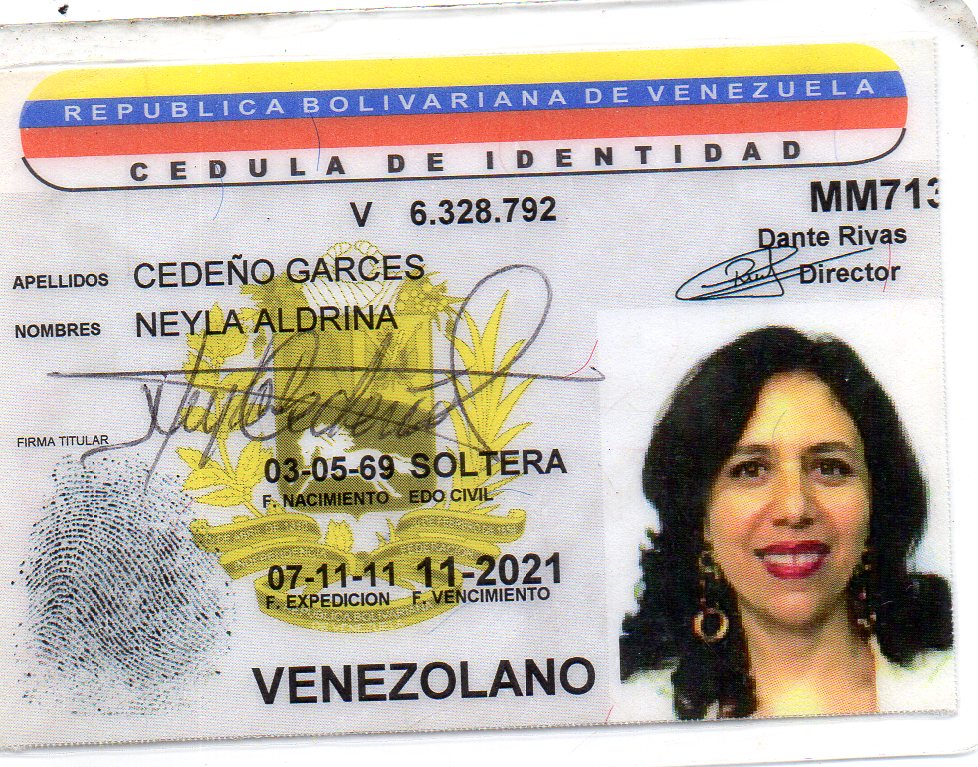 REPUBLICA BOLIVARIANA DE VENEZUELA
CEDULA DE IDENTIDAD
V 6.328.792
MM713
Dante Rivas
Director
APELLIDOS CEDEÑO GARCES
NOMBRES NEYLA ALDRINA
FIRMA TITULAR
03-05-69 SOLTERA
F. NACIMIENTO EDO CIVIL
07-11-11 11-2021
F. EXPEDICION F. VENCIMIENTO
VENEZOLANO